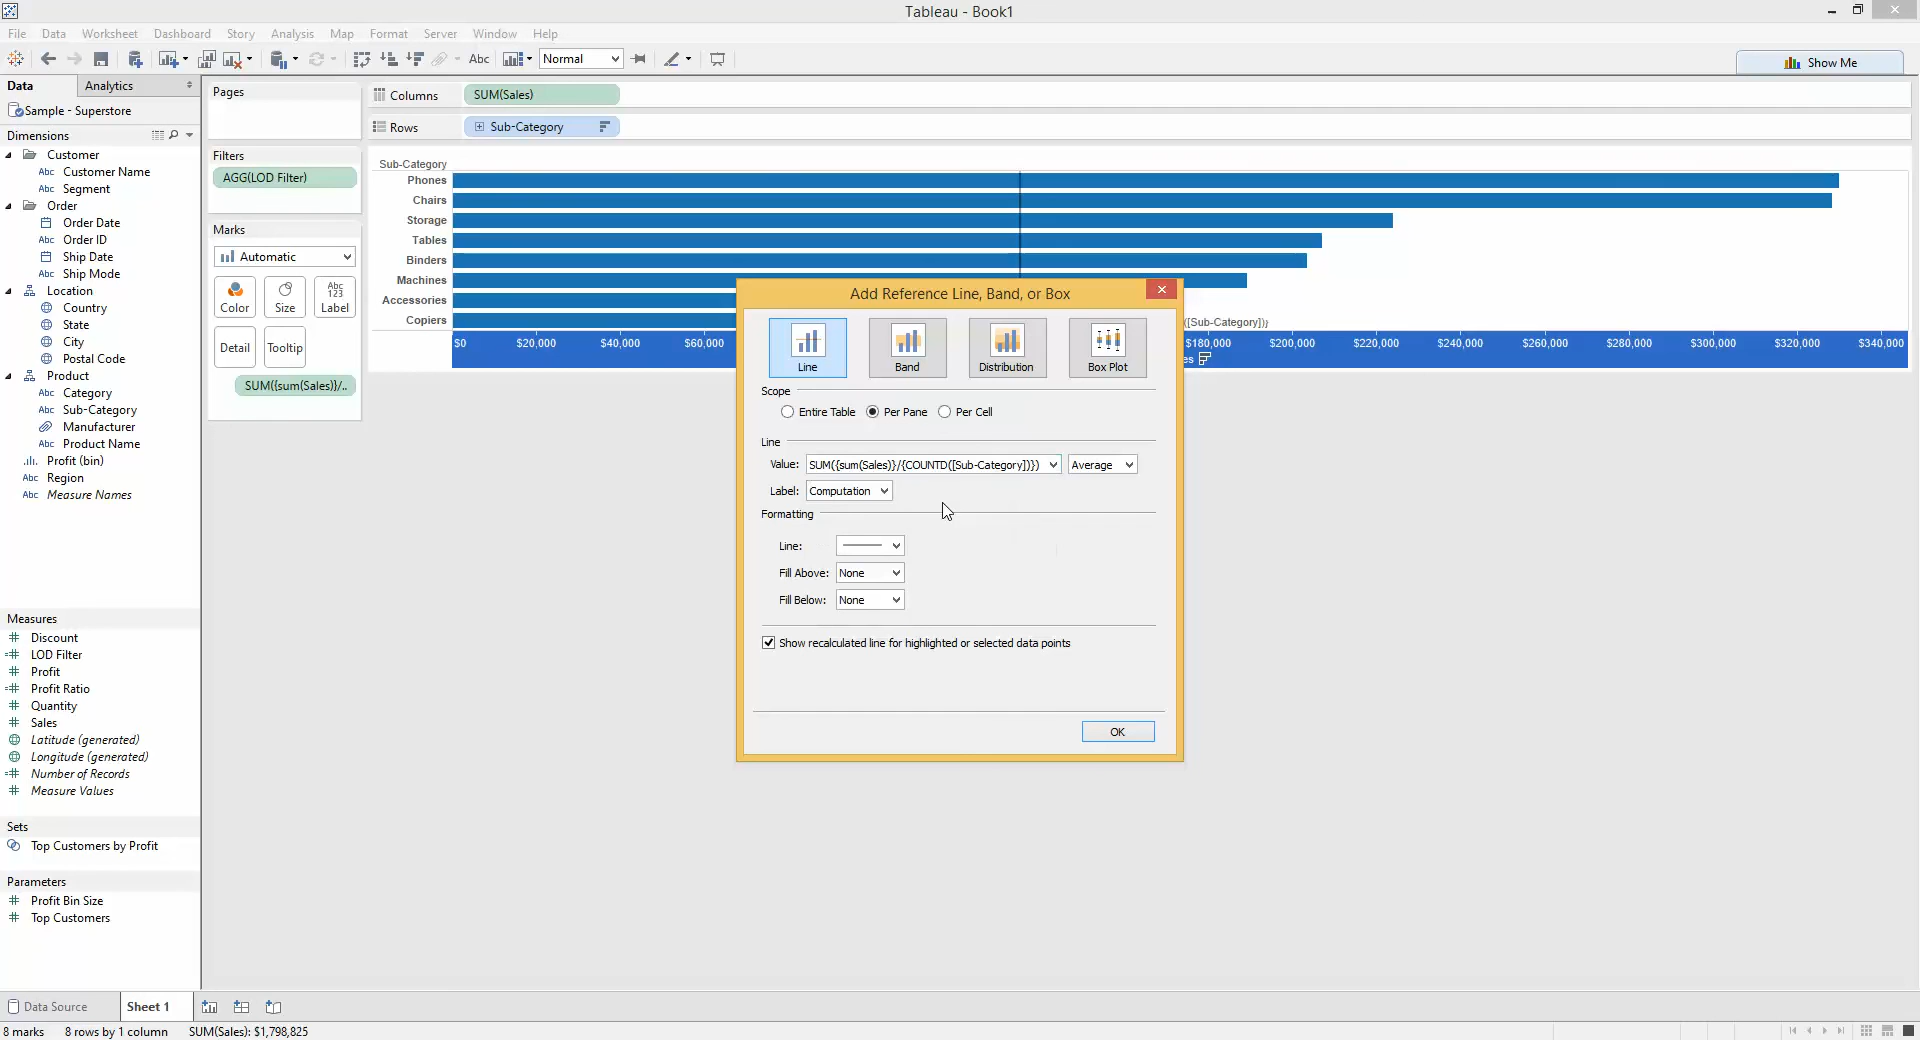 Tableau - Book1
File Data Worksheet Dashboard Story Analysis Map Format Server Window Help
Abc Normal Show Me
Data Analytics
Sample - Superstore
Dimensions
Customer
Abc Customer Name
Abc Segment
Order
Order Date
Abc Order ID
Ship Date
Abc Ship Mode
Location
Country
State
City
Postal Code
Product
Abc Category
Abc Sub-Category
Manufacturer
Abc Product Name
Profit (bin)
Abc Region
Abc Measure Names
Measures
Discount
LOD Filter
Profit
Profit Ratio
Quantity
Sales
Latitude (generated)
Longitude (generated)
Number of Records
Measure Values
Sets
Top Customers by Profit
Parameters
Profit Bin Size
Top Customers
Pages
Filters
AGG(LOD Filter)
Marks
Automatic
Abc
123
Color Size Label
Detail Tooltip
SUM({sum(Sales)}/..
Columns SUM(Sales)
Rows Sub-Category
Sub-Category
Phones
Chairs
Storage
Tables
Binders
Machines
Accessories
Copiers
([Sub-Category])}
$0 $20,000 $40,000 $60,000 $180,000 $200,000 $220,000 $240,000 $260,000 $280,000 $300,000 $320,000 $340,000
es
Add Reference Line, Band, or Box
Line Band Distribution Box Plot
Scope
Entire Table Per Pane Per Cell
Line
Value: SUM({sum(Sales)}/{COUNTD([Sub-Category])}) Average
Label: Computation
Formatting
Line:
Fill Above: None
Fill Below: None
Show recalculated line for highlighted or selected data points
OK
Data Source Sheet 1
8 marks 8 rows by 1 column SUM(Sales): $1,798,825